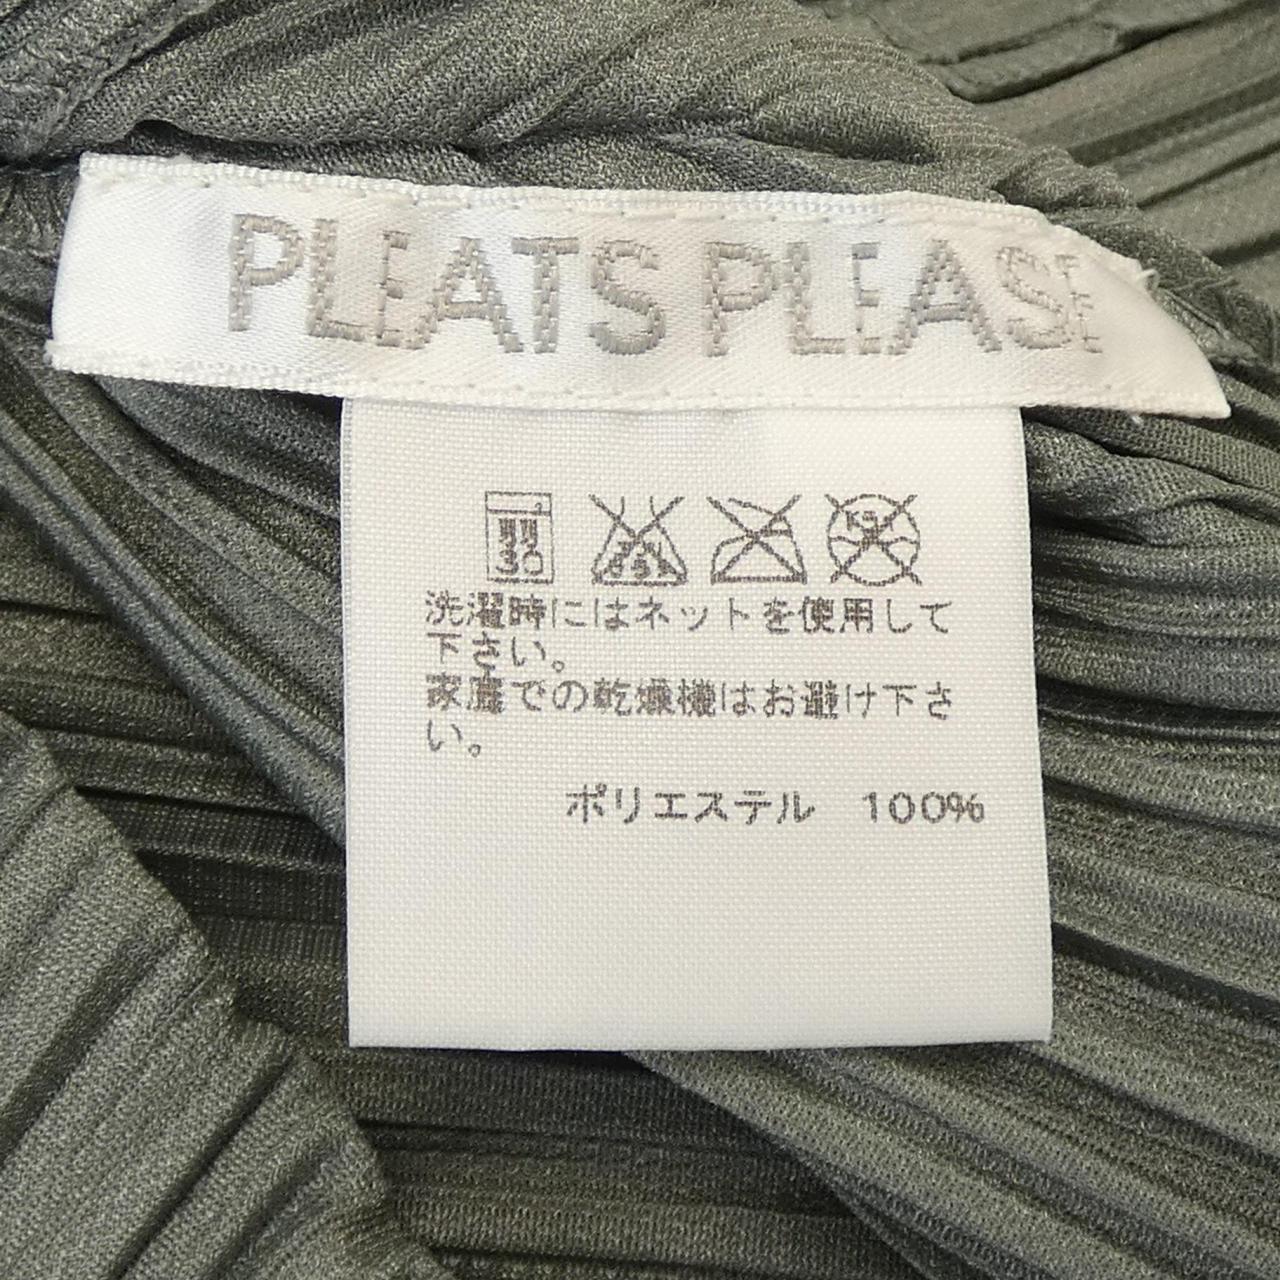 PLEATS PLEASE
弱 30
洗濯時にはネットを使用して
下さい。
家庭での乾燥機はお避け下さ
い。
ポリエステル 100%